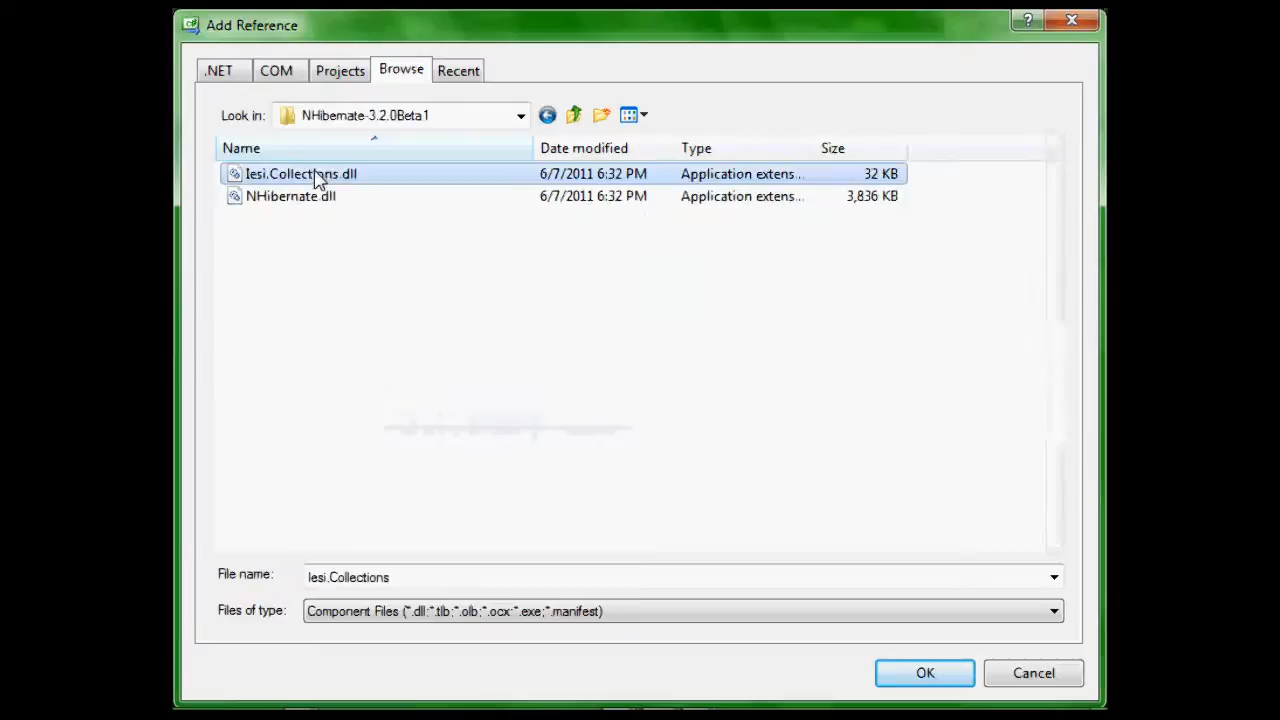 Add Reference
?
.NET COM Projects Browse Recent
Look in: NHibernate-3.2.0Beta1
Name Date modified Type Size
Iesi.Collections.dll 6/7/2011 6:32 PM Application extens... 32 KB
NHibernate.dll 6/7/2011 6:32 PM Application extens... 3,836 KB
File name: Iesi.Collections
Files of type: Component Files (*.dll;*.tlb;*.olb;*.ocx;*.exe;*.manifest)
OK Cancel